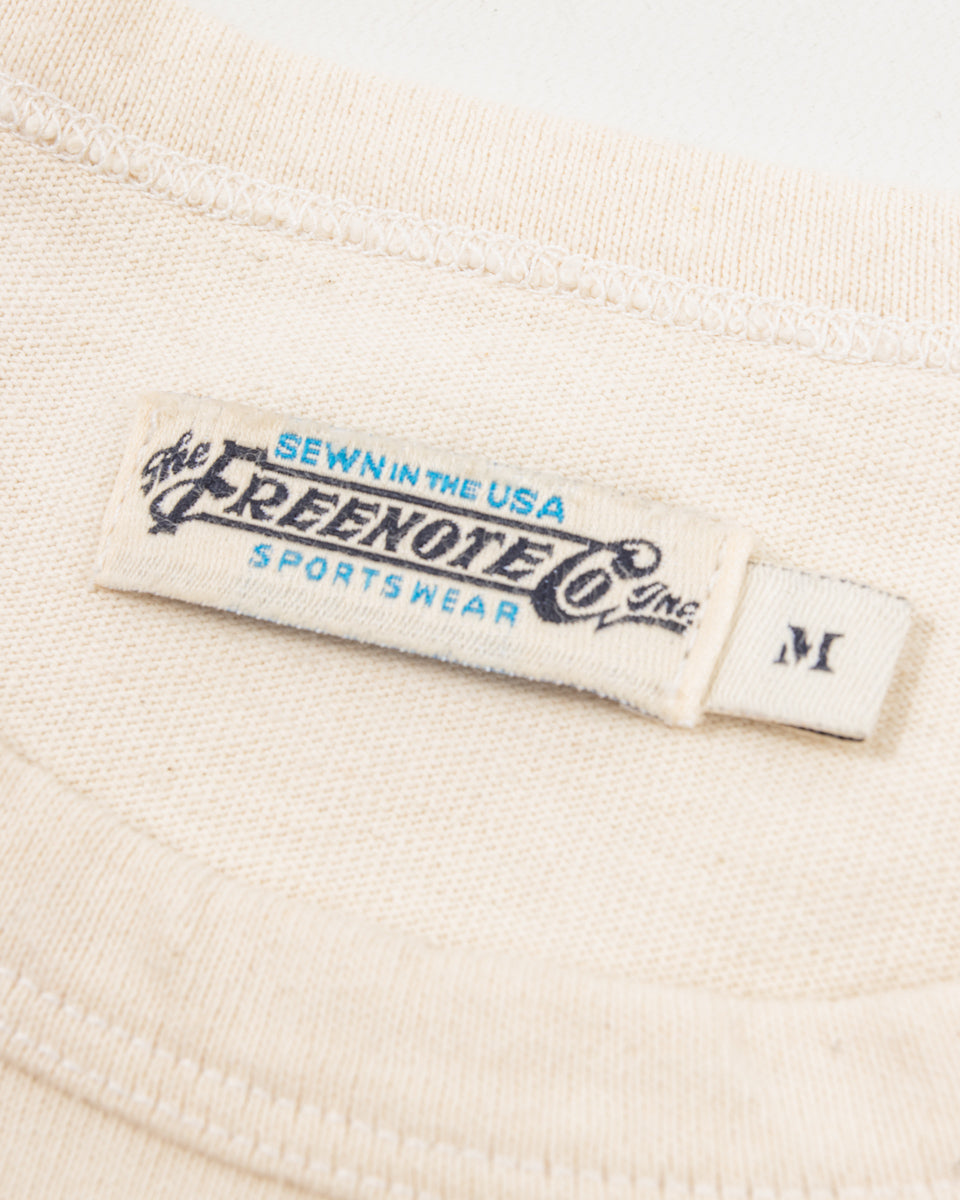 SEWN IN THE USA
The FREENOTE Co Inc.
SPORTSWEAR
M